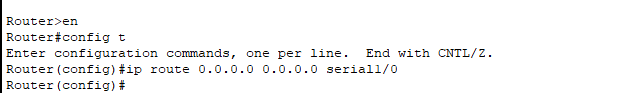 Router>en
Router#config t
Enter configuration commands, one per line.  End with CNTL/Z.
Router(config)#ip route 0.0.0.0 0.0.0.0 serial1/0
Router(config)#